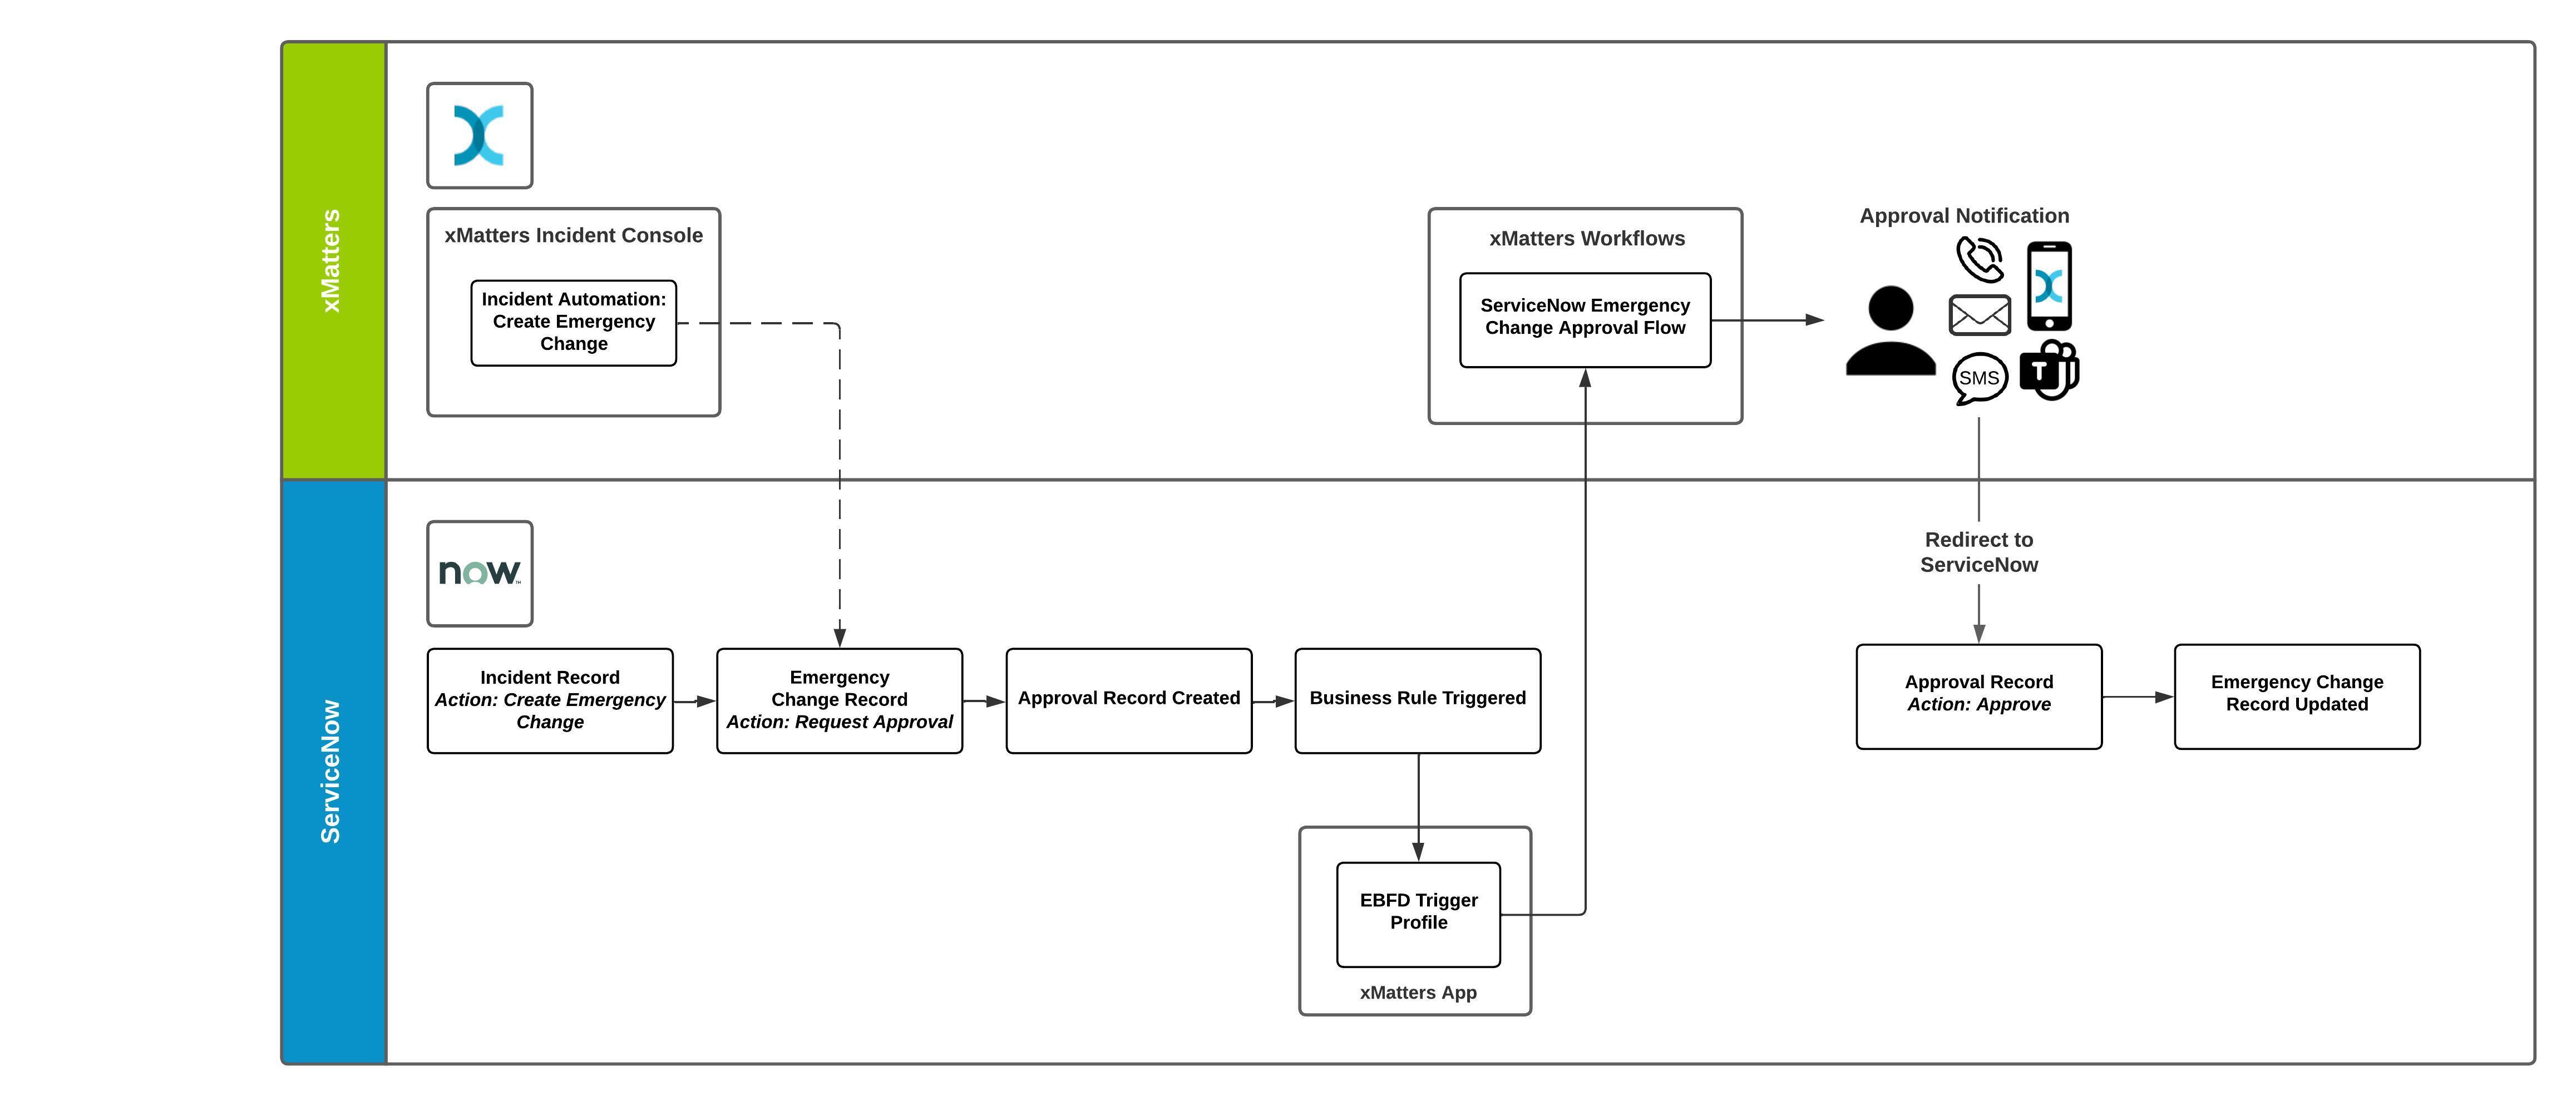 xMatters
xMatters Incident Console
Incident Automation:
Create Emergency
Change
xMatters Workflows
ServiceNow Emergency
Change Approval Flow
Approval Notification
SMS
T
ServiceNow
now
TM
Incident Record
Action: Create Emergency
Change
Emergency
Change Record
Action: Request Approval
Approval Record Created
Business Rule Triggered
EBFD Trigger
Profile
xMatters App
Redirect to
ServiceNow
Approval Record
Action: Approve
Emergency Change
Record Updated